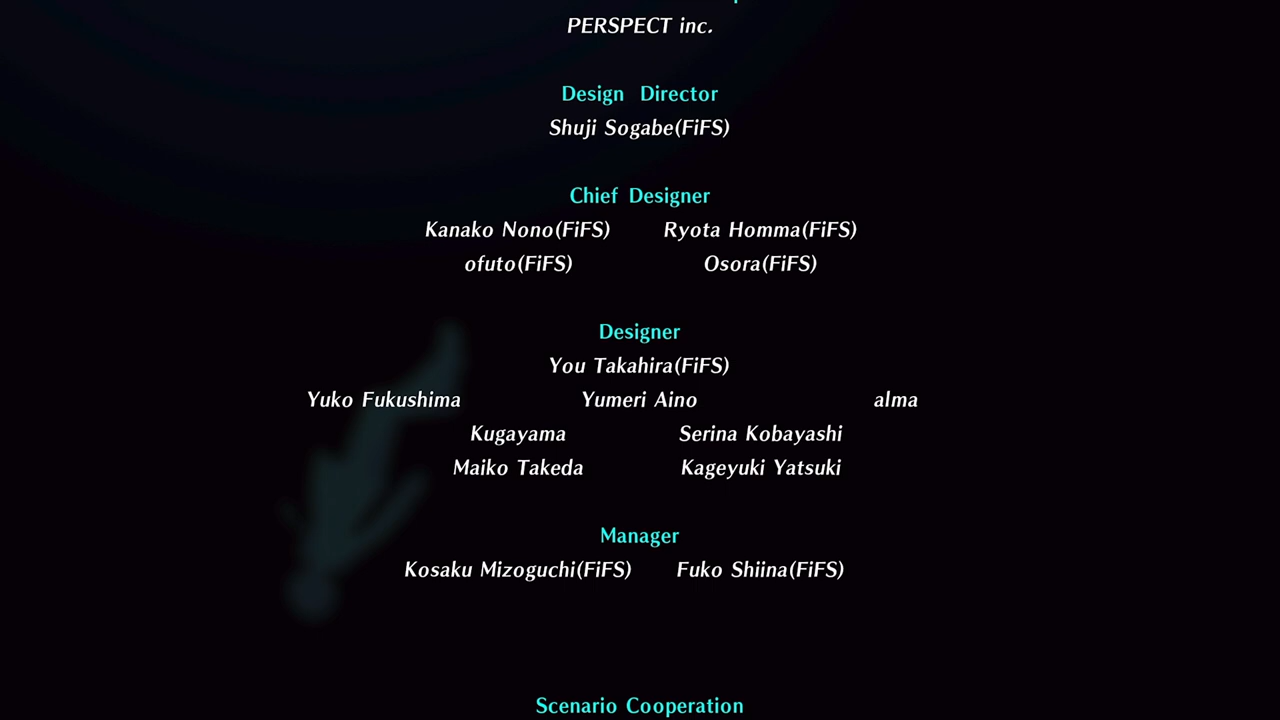 PERSPECT inc.
Design Director
Shuji Sogabe(FiFS)
Chief Designer
Kanako Nono(FiFS) Ryota Homma(FiFS)
ofuto(FiFS) Osora(FiFS)
Designer
You Takahira(FiFS)
Yuko Fukushima Yumeri Aino alma
Kugayama Serina Kobayashi
Maiko Takeda Kageyuki Yatsuki
Manager
Kosaku Mizoguchi(FiFS) Fuko Shiina(FiFS)
Scenario Cooperation